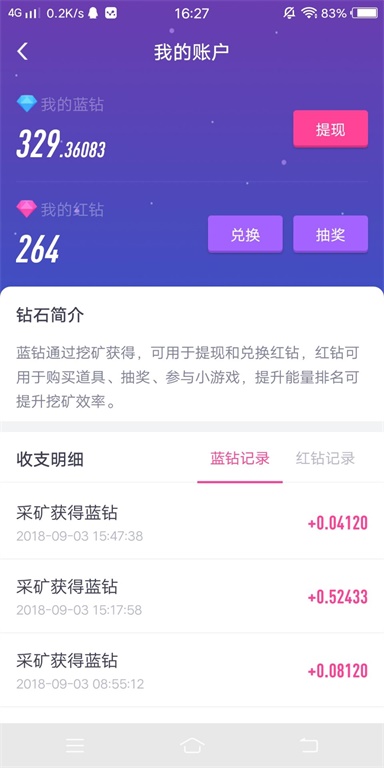 4G 0.2K/s 16:27 83%
我的账户
我的蓝钻
329.36083
提现
我的红钻
264
兑换
抽奖
钻石简介
蓝钻通过挖矿获得，可用于提现和兑换红钻，红钻可
用于购买道具、抽奖、参与小游戏，提升能量排名可
提升挖矿效率。
收支明细
蓝钻记录
红钻记录
采矿获得蓝钻
+0.04120
2018-09-03 15:47:38
采矿获得蓝钻
+0.52433
2018-09-03 15:17:58
采矿获得蓝钻
+0.08120
2018-09-03 08:55:12